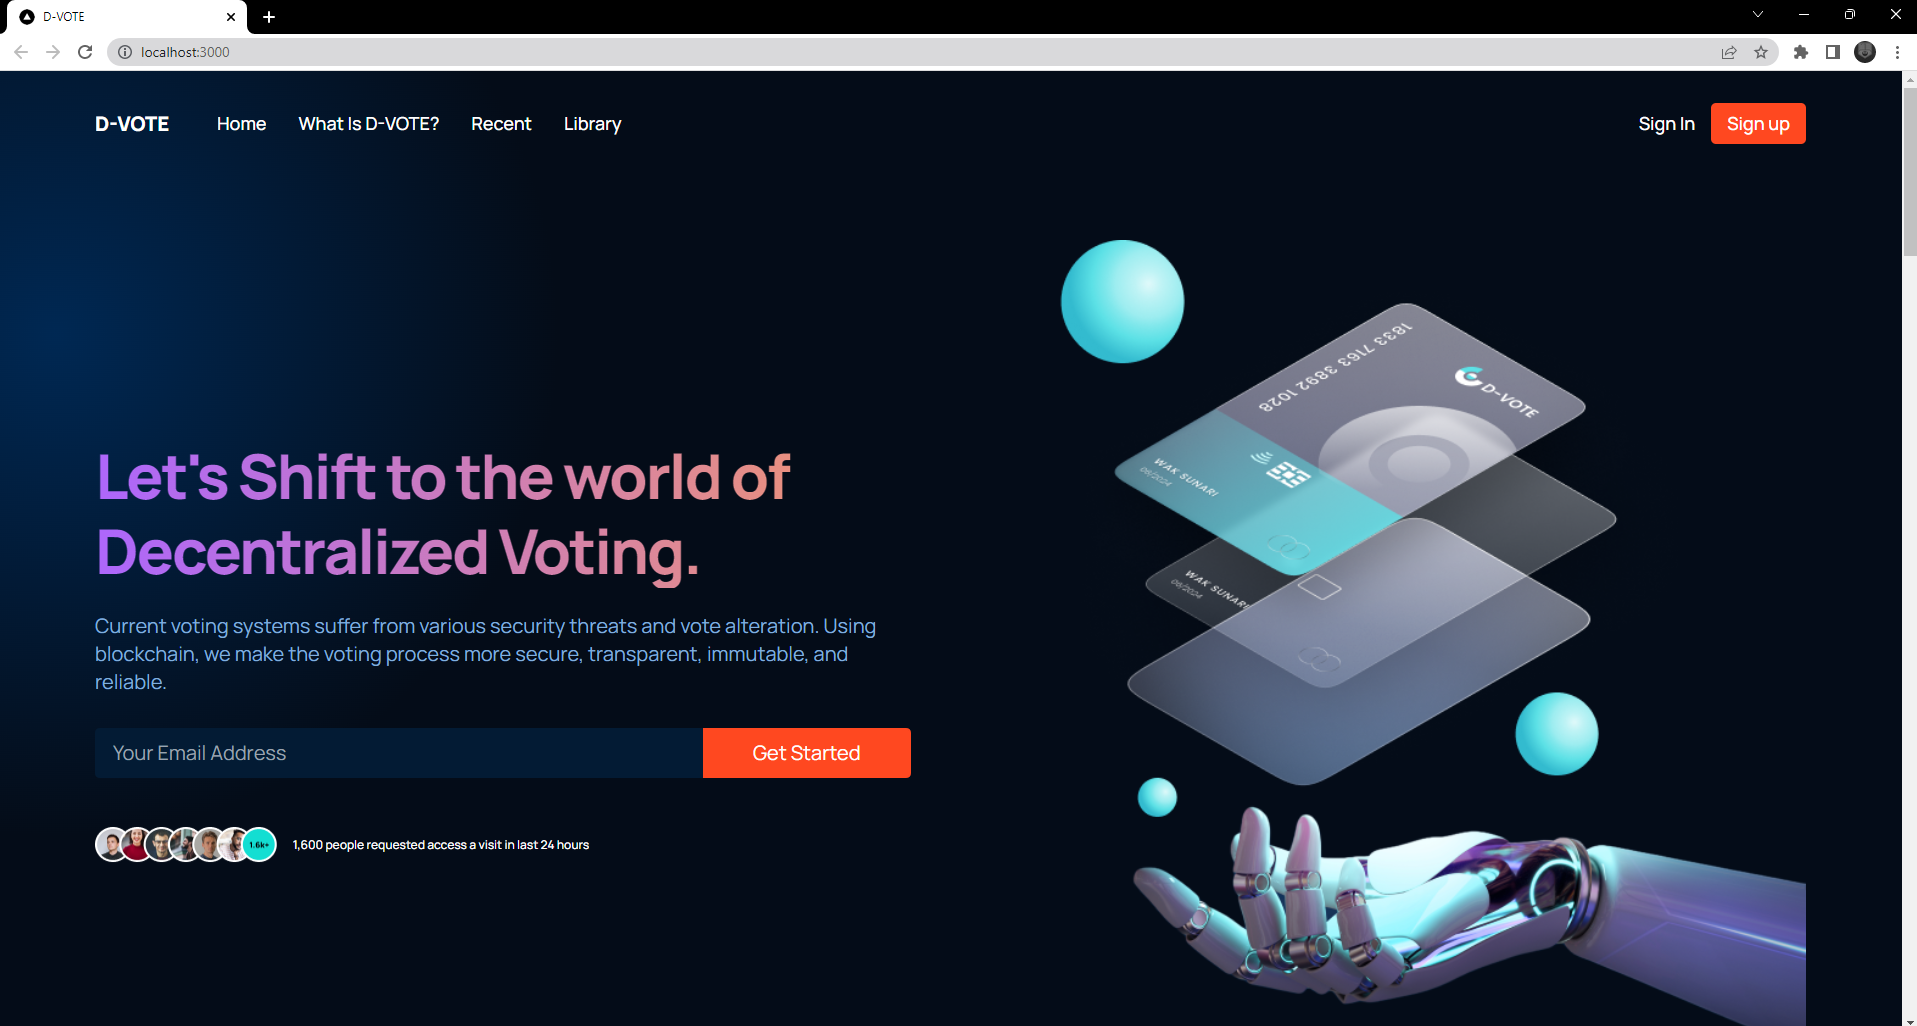 D-VOTE
localhost:3000
D-VOTE
Home
What Is D-VOTE?
Recent
Library
Sign In
Sign up
1833 7163 3892 1028
D-VOTE
WAK SUNARI
06/2024
WAK SUNARI
06/2024
Let's Shift to the world of
Decentralized Voting.
Current voting systems suffer from various security threats and vote alteration. Using
blockchain, we make the voting process more secure, transparent, immutable, and
reliable.
Your Email Address
Get Started
1.6k+
1,600 people requested access a visit in last 24 hours